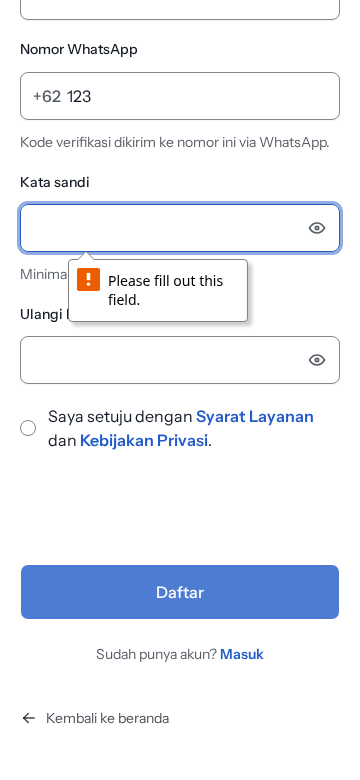 Nomor WhatsApp
+62 123
Kode verifikasi dikirim ke nomor ini via WhatsApp.
Kata sandi
Please fill out this
field.
Minima
Ulangi
Saya setuju dengan Syarat Layanan
dan Kebijakan Privasi.
Daftar
Sudah punya akun? Masuk
Kembali ke beranda